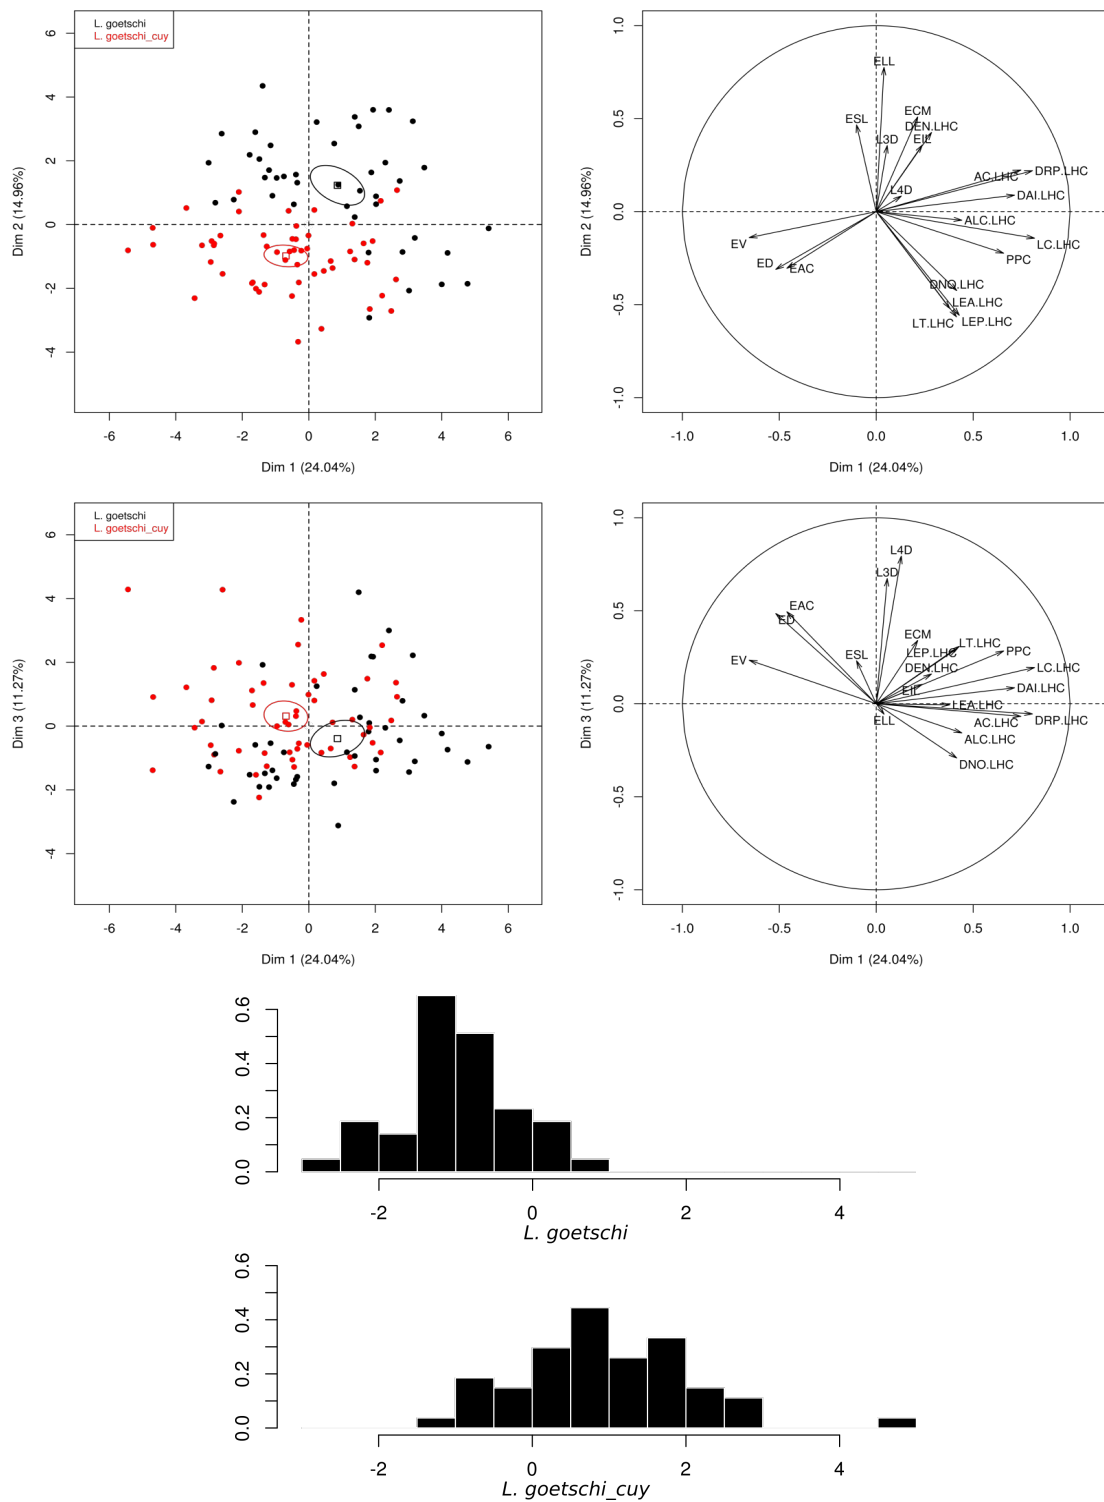 L. goetschi
L. goetschi_cuy
6
4
2
0
-2
-4
Dim 2 (14.96%)
-6 -4 -2 0 2 4 6
Dim 1 (24.04%)
1.0
0.5
0.0
-0.5
-1.0
Dim 2 (14.96%)
ELL
ESL
ECM
DEN.LHC
L3D
EIL
AC.LHC
DRP.LHC
L4D
DAI.LHC
ALC.LHC
EV
LC.LHC
PPC
ED
EAC
DNO.LHC
LEA.LHC
LT.LHC
LEP.LHC
-1.0 -0.5 0.0 0.5 1.0
Dim 1 (24.04%)
L. goetschi
L. goetschi_cuy
6
4
2
0
-2
-4
Dim 3 (11.27%)
-6 -4 -2 0 2 4 6
Dim 1 (24.04%)
1.0
0.5
0.0
-0.5
-1.0
Dim 3 (11.27%)
L4D
L3D
EAC
ED
ECM
LT.LHC
ESL
LEP.LHC
PPC
EV
DEN.LHC
LC.LHC
EIL
DAI.LHC
LEA.LHC
ELL
AC.LHC
DRP.LHC
ALC.LHC
DNO.LHC
-1.0 -0.5 0.0 0.5 1.0
Dim 1 (24.04%)
0.6
0.4
0.2
0.0
-2 0 2 4
L. goetschi
0.6
0.4
0.2
0.0
-2 0 2 4
L. goetschi_cuy